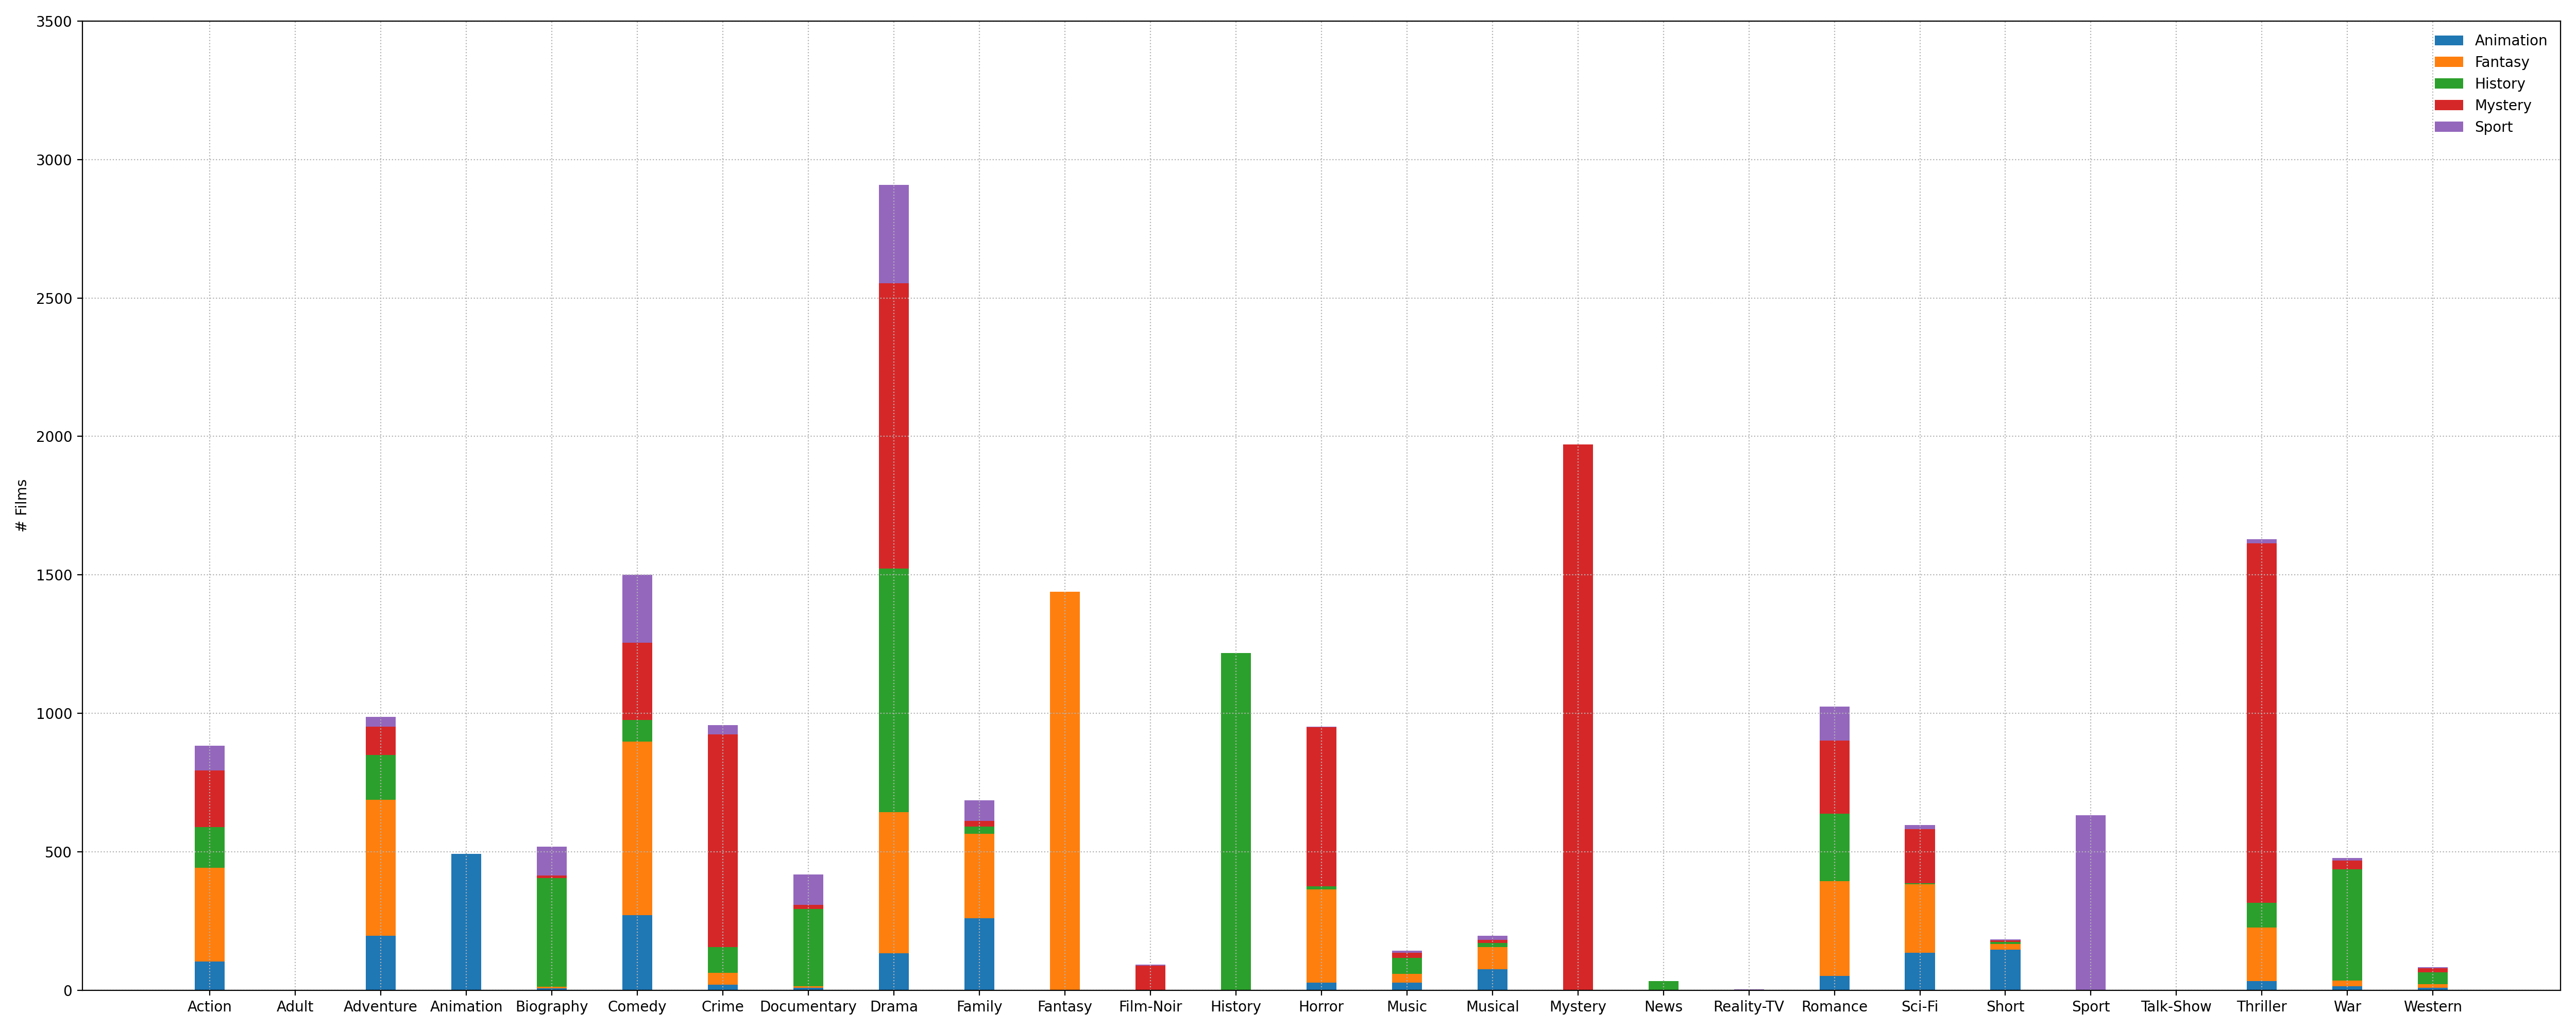 3500
3000
2500
2000
1500
1000
500
0
# Films
Animation
Fantasy
History
Mystery
Sport
Action Adult Adventure Animation Biography Comedy Crime Documentary Drama Family Fantasy Film-Noir History Horror Music Musical Mystery News Reality-TV Romance Sci-Fi Short Sport Talk-Show Thriller War Western